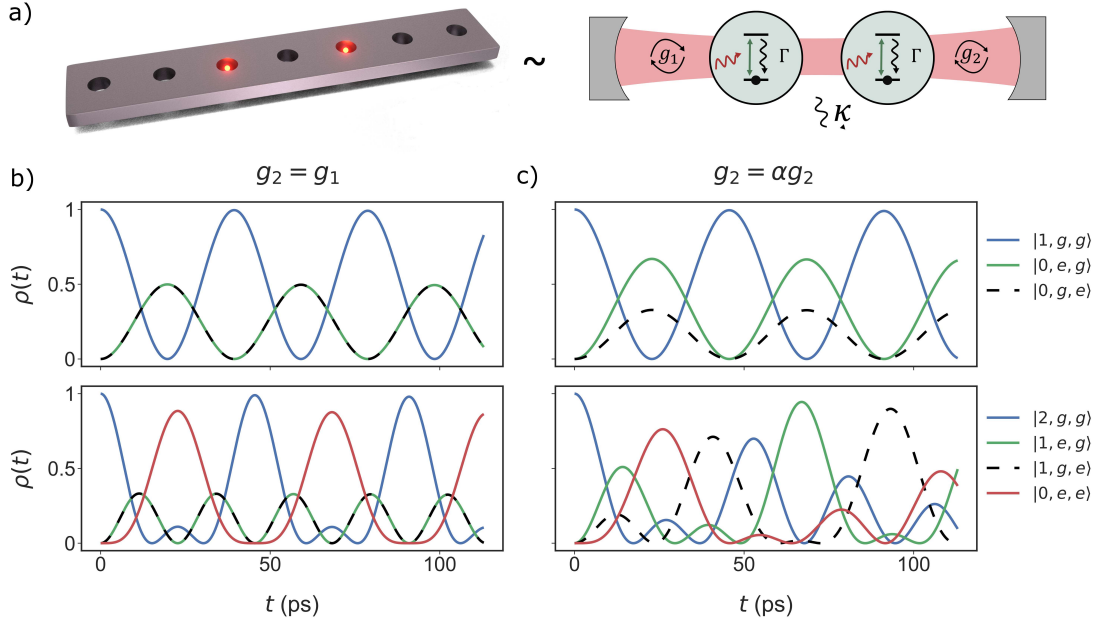 a)
~
g₁
Γ
Γ
g₂
κ
b)
g₂ = g₁
c)
g₂ = αg₂
1
0.5
0
ρ(t)
|1, g, g⟩
|0, e, g⟩
|0, g, e⟩
1
0.5
0
ρ(t)
|2, g, g⟩
|1, e, g⟩
|1, g, e⟩
|0, e, e⟩
0
50
100
0
50
100
t (ps)
t (ps)